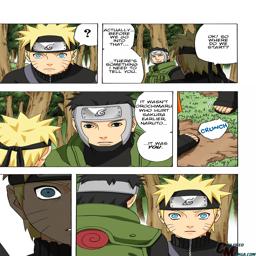 OK! SO
WHERE
DO WE
START?
ACTUALLY,
BEFORE
WE GO
INTO
THAT...
...THERE'S
SOMETHING
I NEED TO
TELL YOU.
?
CRUNCH
IT WASN'T
OROCHIMARU
WHO HURT
SAKURA
EARLIER,
NARUTO...
...IT WAS
YOU.